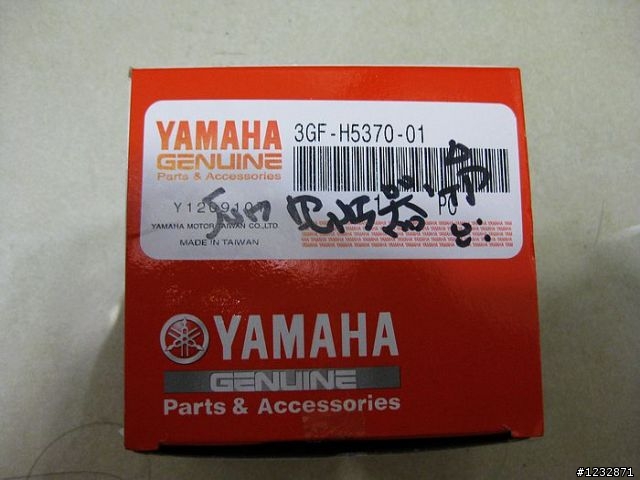 YAMAHA
GENUINE
Parts & Accessories
3GF-H5370-01
YAMAHA MOTOR TAIWAN CO.,LTD.
MADE IN TAIWAN
PC
YAMAHA
GENUINE
Parts & Accessories
#1232871